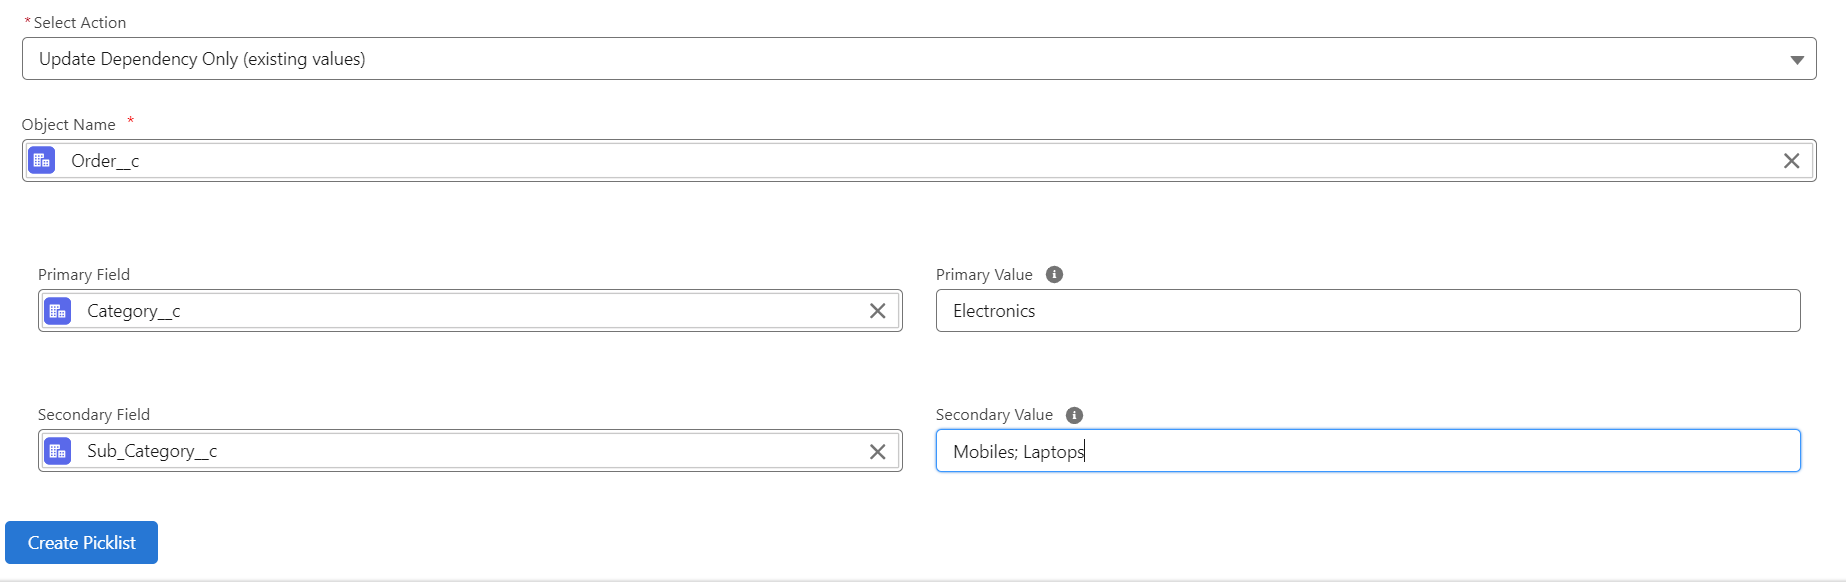 *Select Action
Update Dependency Only (existing values)
Object Name *
Order__c
Primary Field
Primary Value
Category__c
Electronics
Secondary Field
Secondary Value
Sub_Category__c
Mobiles; Laptops
Create Picklist